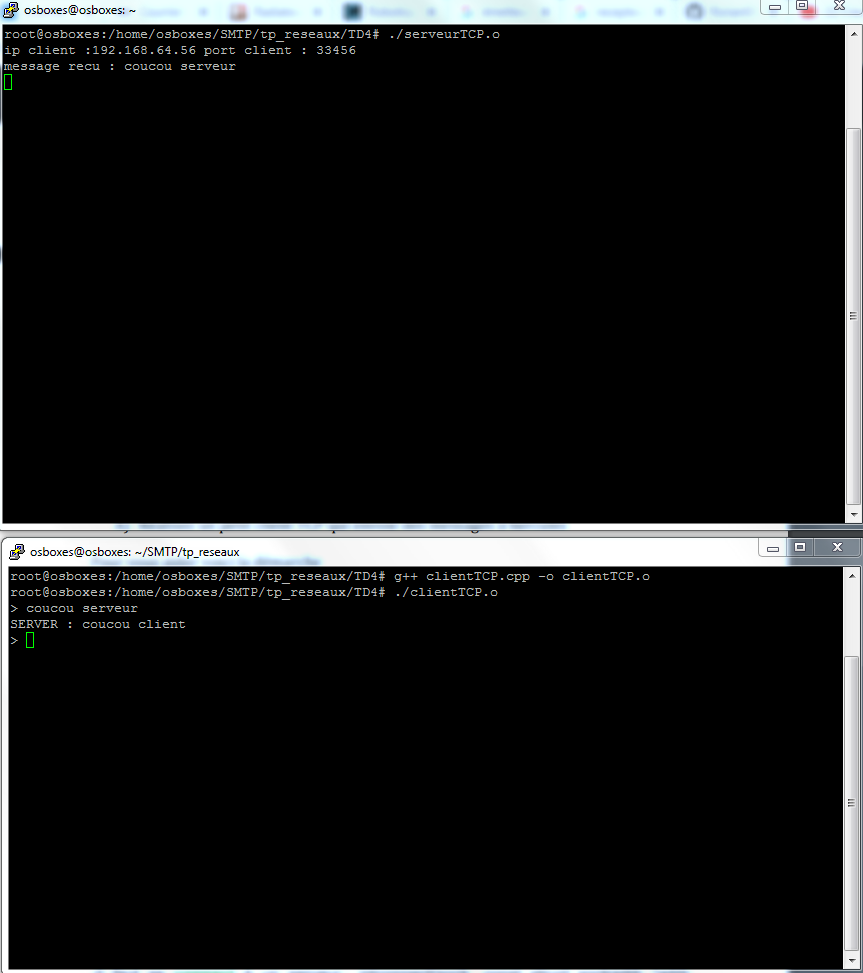 osboxes@osboxes: ~
root@osboxes:/home/osboxes/SMTP/tp_reseaux/TD4# ./serveurTCP.o
ip client :192.168.64.56 port client : 33456
message recu : coucou serveur
osboxes@osboxes: ~/SMTP/tp_reseaux
root@osboxes:/home/osboxes/SMTP/tp_reseaux/TD4# g++ clientTCP.cpp -o clientTCP.o
root@osboxes:/home/osboxes/SMTP/tp_reseaux/TD4# ./clientTCP.o
> coucou serveur
SERVER : coucou client
>